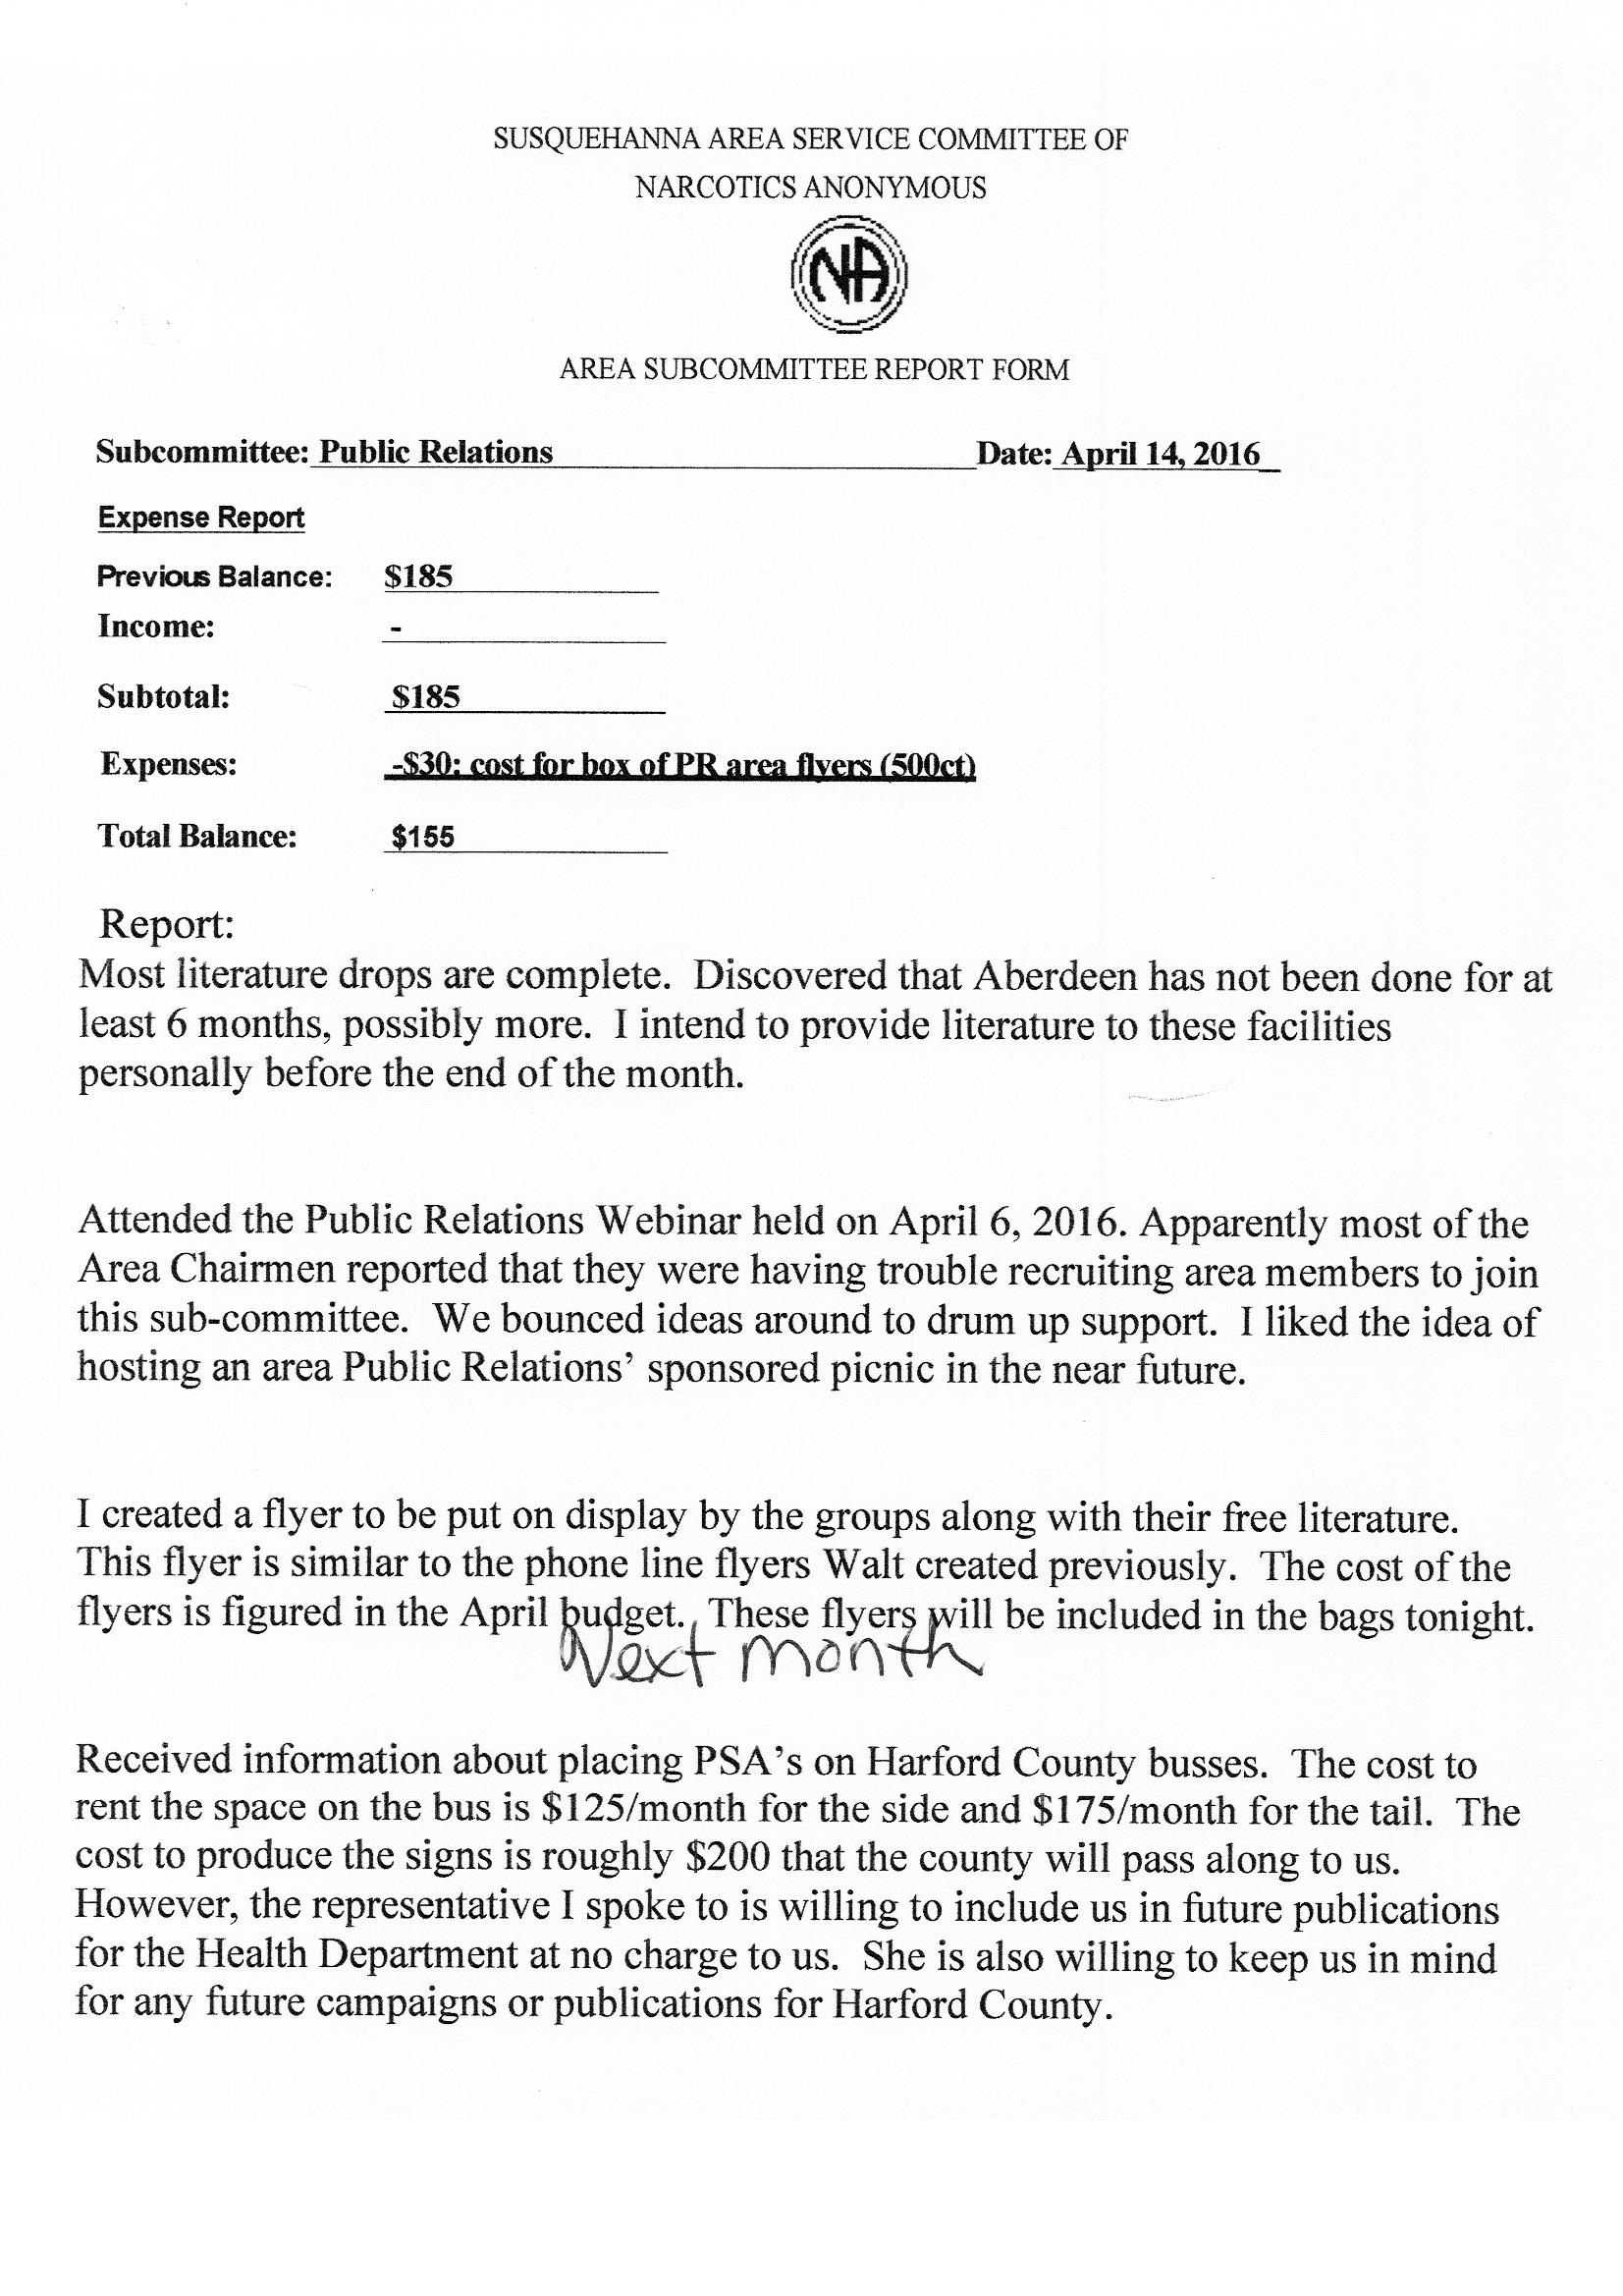 SUSQUEHANNA AREA SERVICE COMMITTEE OF
NARCOTICS ANONYMOUS
NA
AREA SUBCOMMITTEE REPORT FORM
Subcommittee: Public Relations Date: April 14, 2016
Expense Report
Previous Balance: $185
Income: -
Subtotal: $185
Expenses: -$30: cost for box of PR area flyers (500ct)
Total Balance: $155
Report:
Most literature drops are complete. Discovered that Aberdeen has not been done for at
least 6 months, possibly more. I intend to provide literature to these facilities
personally before the end of the month.
Attended the Public Relations Webinar held on April 6, 2016. Apparently most of the
Area Chairmen reported that they were having trouble recruiting area members to join
this sub-committee. We bounced ideas around to drum up support. I liked the idea of
hosting an area Public Relations' sponsored picnic in the near future.
I created a flyer to be put on display by the groups along with their free literature.
This flyer is similar to the phone line flyers Walt created previously. The cost of the
flyers is figured in the April budget. These flyers will be included in the bags tonight.
Next month
Received information about placing PSA's on Harford County busses. The cost to
rent the space on the bus is $125/month for the side and $175/month for the tail. The
cost to produce the signs is roughly $200 that the county will pass along to us.
However, the representative I spoke to is willing to include us in future publications
for the Health Department at no charge to us. She is also willing to keep us in mind
for any future campaigns or publications for Harford County.